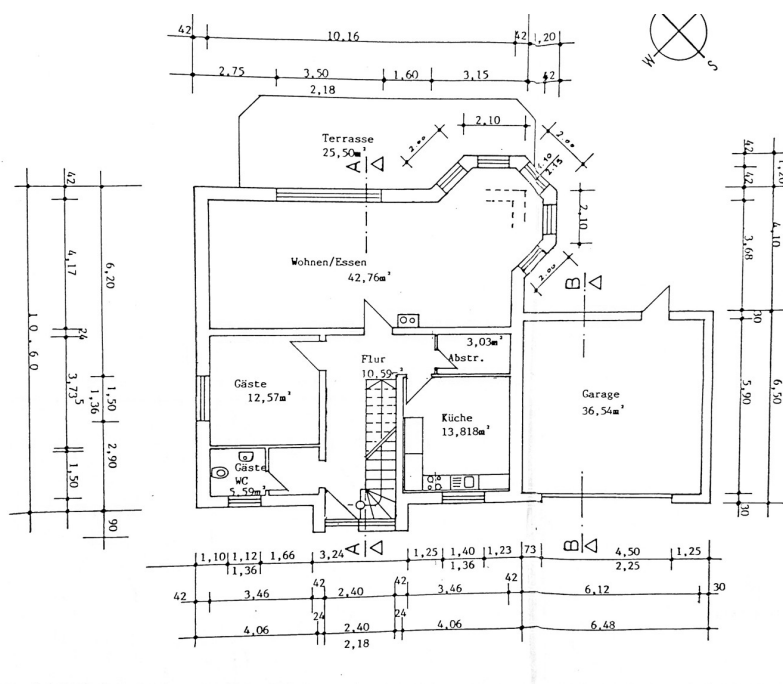 42
10,16
42
1,20
W
S
2,75
3,50
1,60
3,15
42
2,18
Terrasse
25,50m²
A
2.00
2,10
2.00
2.10
2.15
2,10
2.00
Wohnen/Essen
42,76m²
B
42
4,17
24
3,73
5
1,50
10.60
6,20
1,50
1,36
2,90
90
42
42
3,68
30
5,90
30
1,20
4,10
6,50
Flur
10,59m²
3,03m²
Abstr.
Gäste
12,57m²
Küche
13,818m²
Garage
36,54m²
Gäste
WC
5,59m²
A
B
1,10
1,12
1,66
3,24
1,25
1,40
1,23
73
4,50
1,25
1,36
1,36
2,25
42
3,46
42
2,40
42
3,46
42
6,12
30
24
24
4,06
2,40
4,06
6,48
2,18